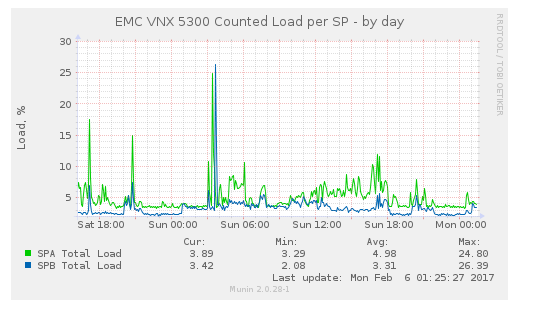 EMC VNX 5300 Counted Load per SP - by day
RRDTOOL / TOBI OETIKER
Load, %
30
25
20
15
10
5
Sat 18:00 Sun 00:00 Sun 06:00 Sun 12:00 Sun 18:00 Mon 00:00
Cur: Min: Avg: Max:
SPA Total Load 3.89 3.29 4.98 24.80
SPB Total Load 3.42 2.08 3.31 26.39
Last update: Mon Feb 6 01:25:27 2017
Munin 2.0.28-1